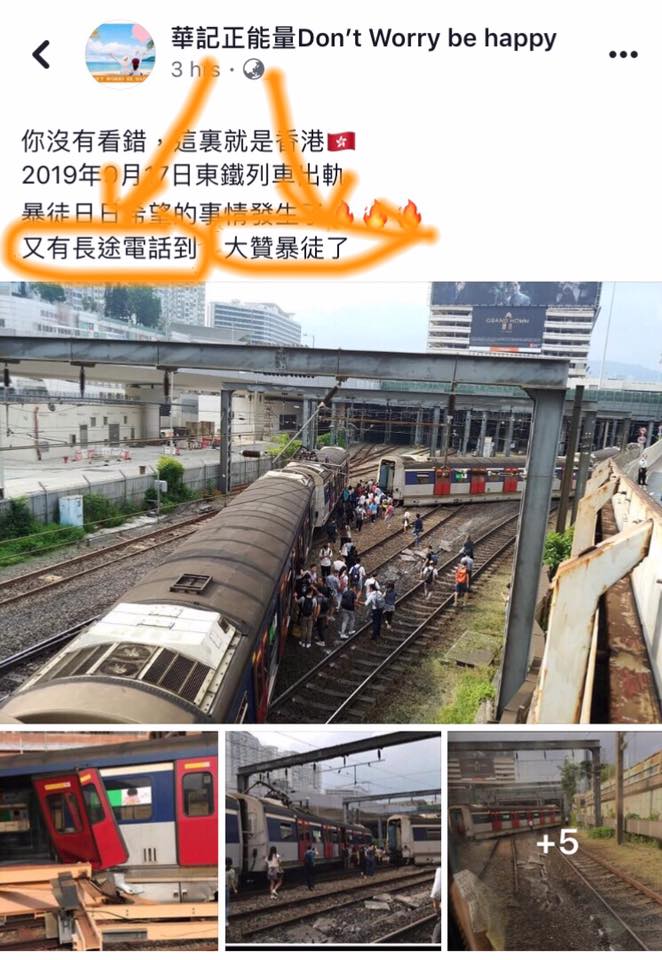 華記正能量Don't Worry be happy
3 hrs ·
你沒有看錯，這裏就是香港🇭🇰
2019年9月17日東鐵列車出軌
暴徒日日希望的事情發生了🔥🔥🔥
又有長途電話到 大贊暴徒了
GRAND HOMM
+5